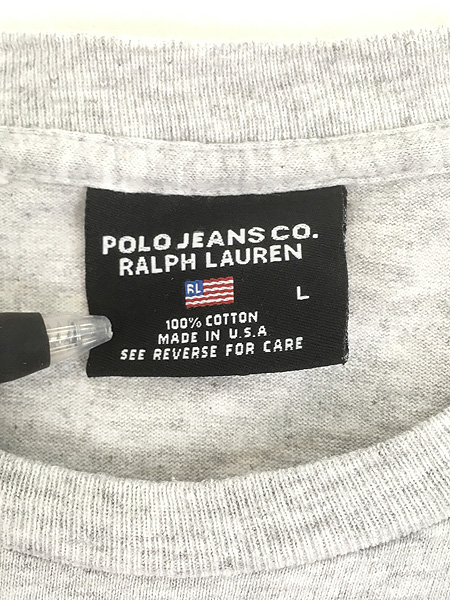 POLO JEANS CO.
RALPH LAUREN
RL
L
100% COTTON
MADE IN U.S.A
SEE REVERSE FOR CARE